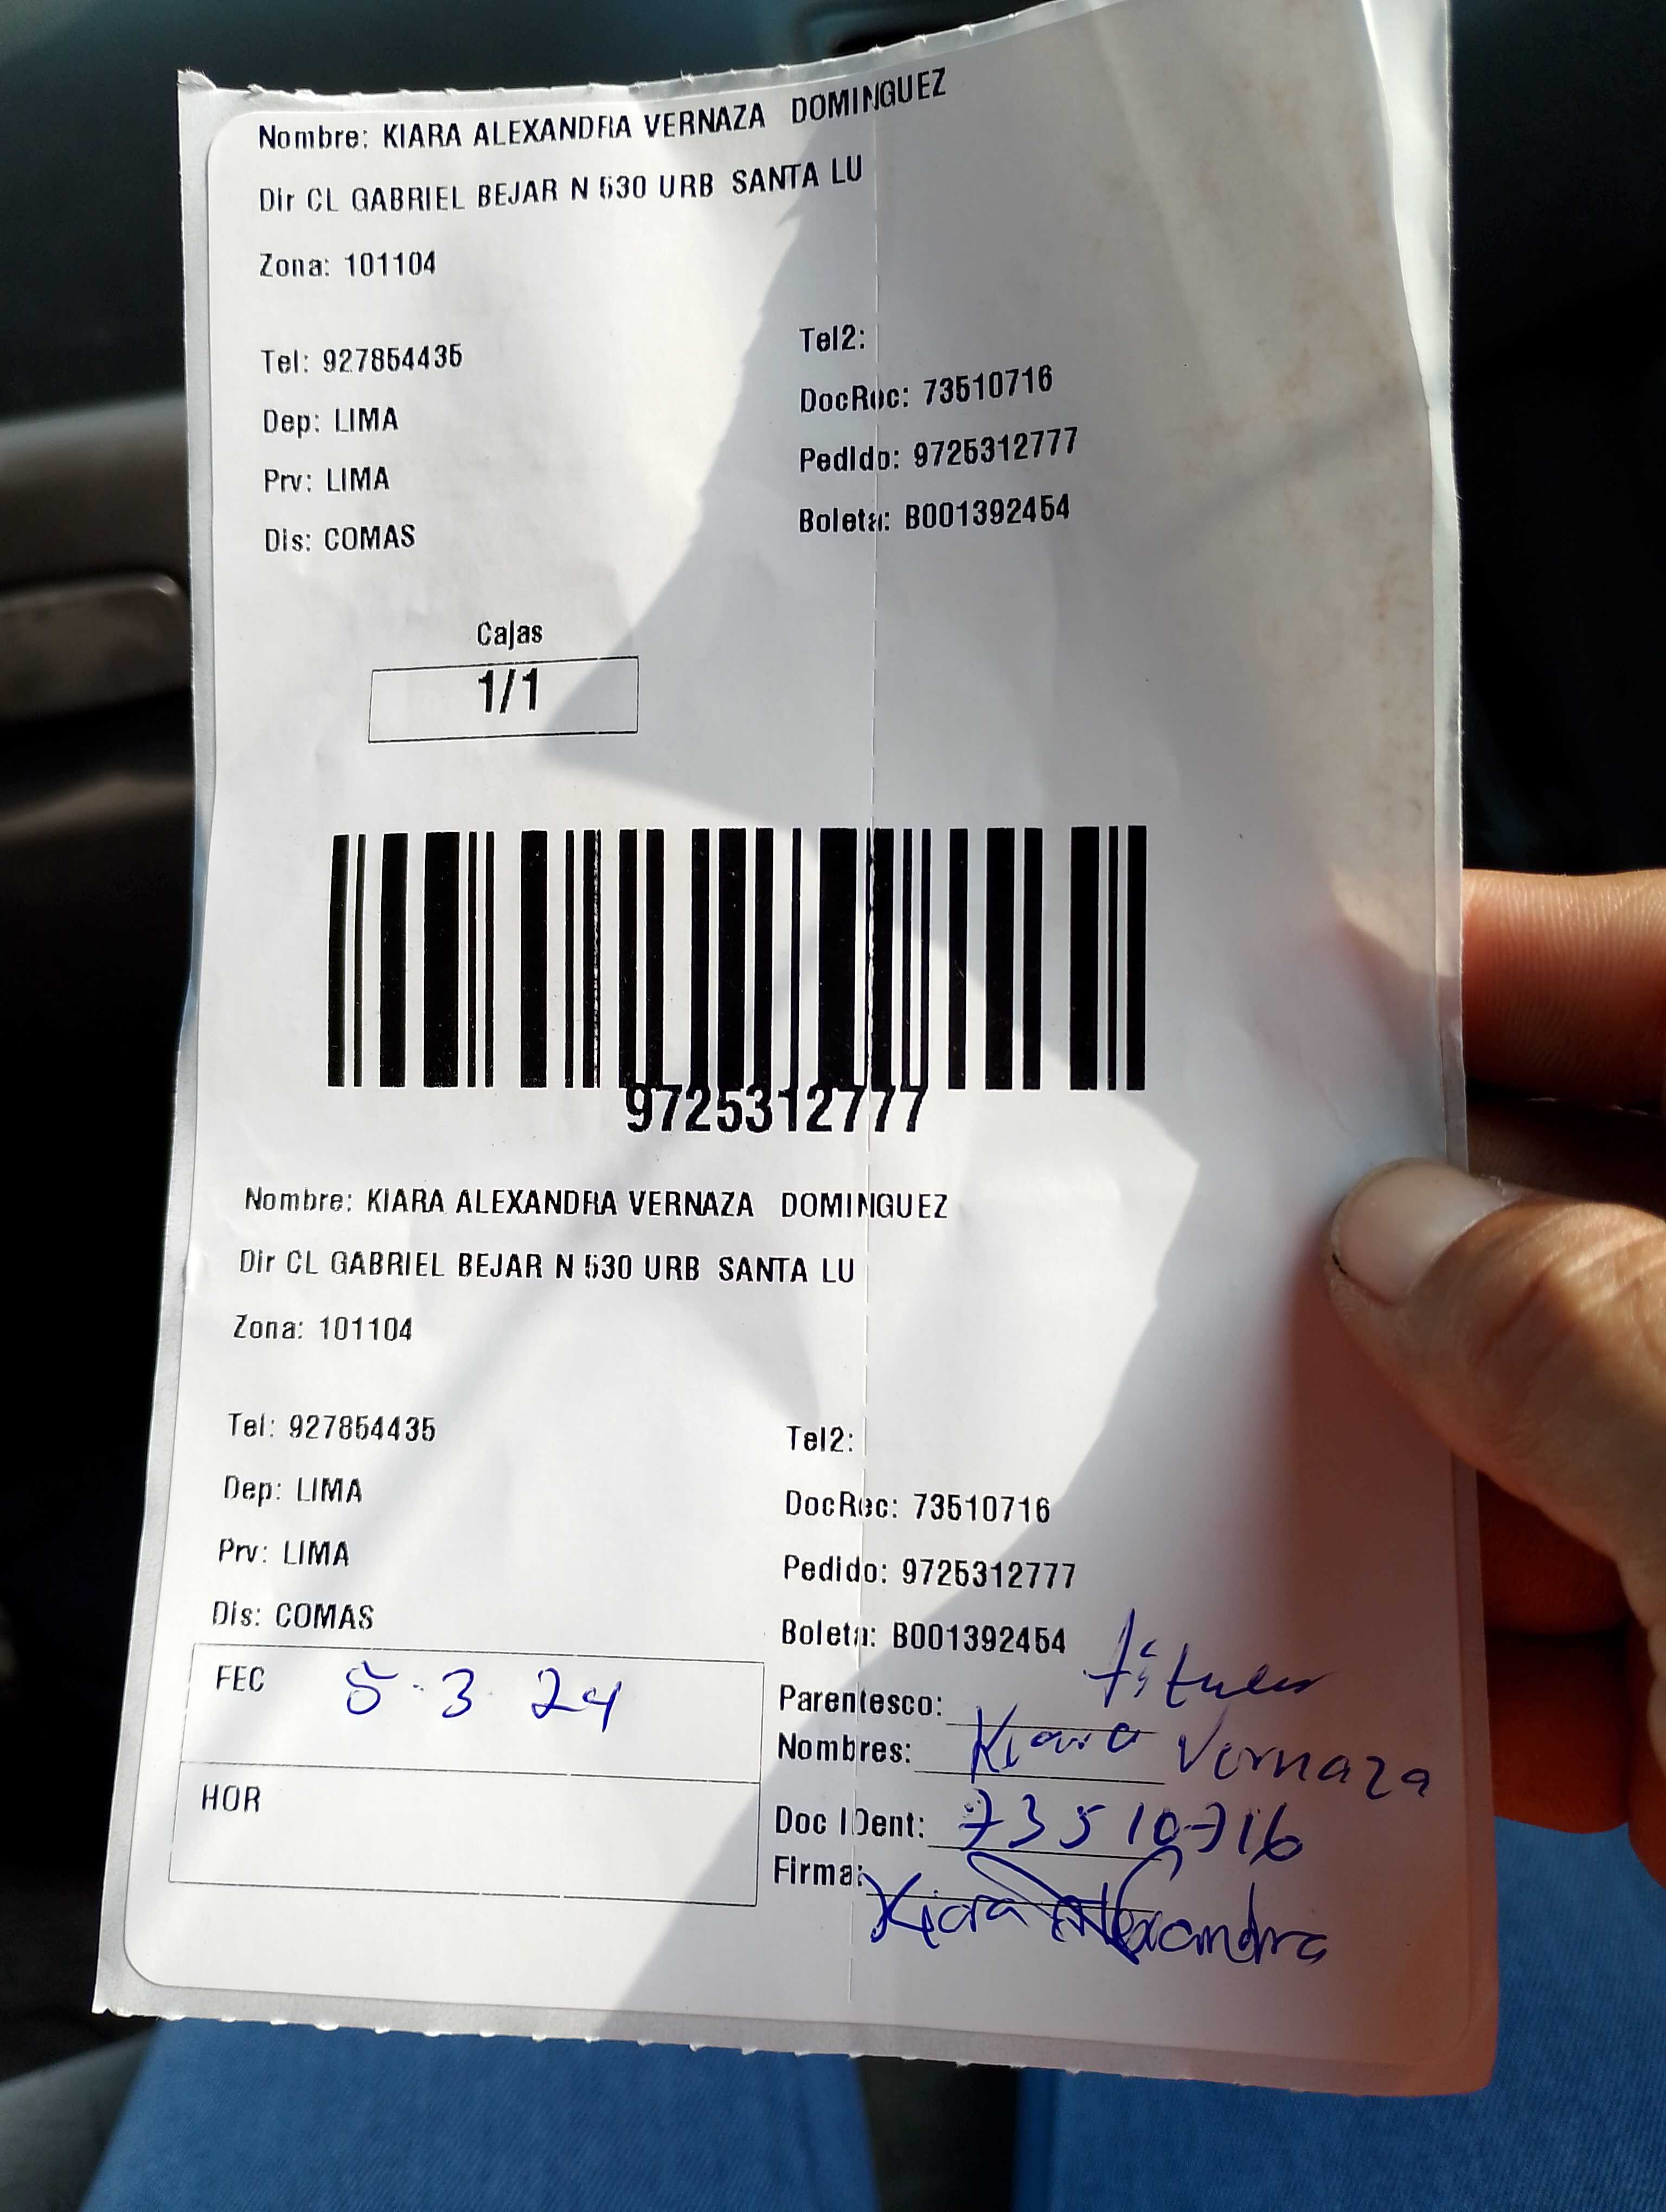 Nombre: KIARA ALEXANDRA VERNAZA DOMINGUEZ
Dir CL GABRIEL BEJAR N 530 URB SANTA LU
Zona: 101104
Tel: 927854435
Tel2:
Dep: LIMA
DocRec: 73510716
Prv: LIMA
Pedido: 9725312777
Dis: COMAS
Boleta: B001392454
Cajas
1/1
9725312777
Nombre: KIARA ALEXANDRA VERNAZA DOMINGUEZ
Dir CL GABRIEL BEJAR N 530 URB SANTA LU
Zona: 101104
Tel: 927854435
Tel2:
Dep: LIMA
DocRec: 73510716
Prv: LIMA
Pedido: 9725312777
Dis: COMAS
Boleta: B001392454
FEC 5-3-24
HOR
Parentesco: titular
Nombres: Kiara Vernaza
Doc IDent: 73510716
Firma: Kiara Alexandra